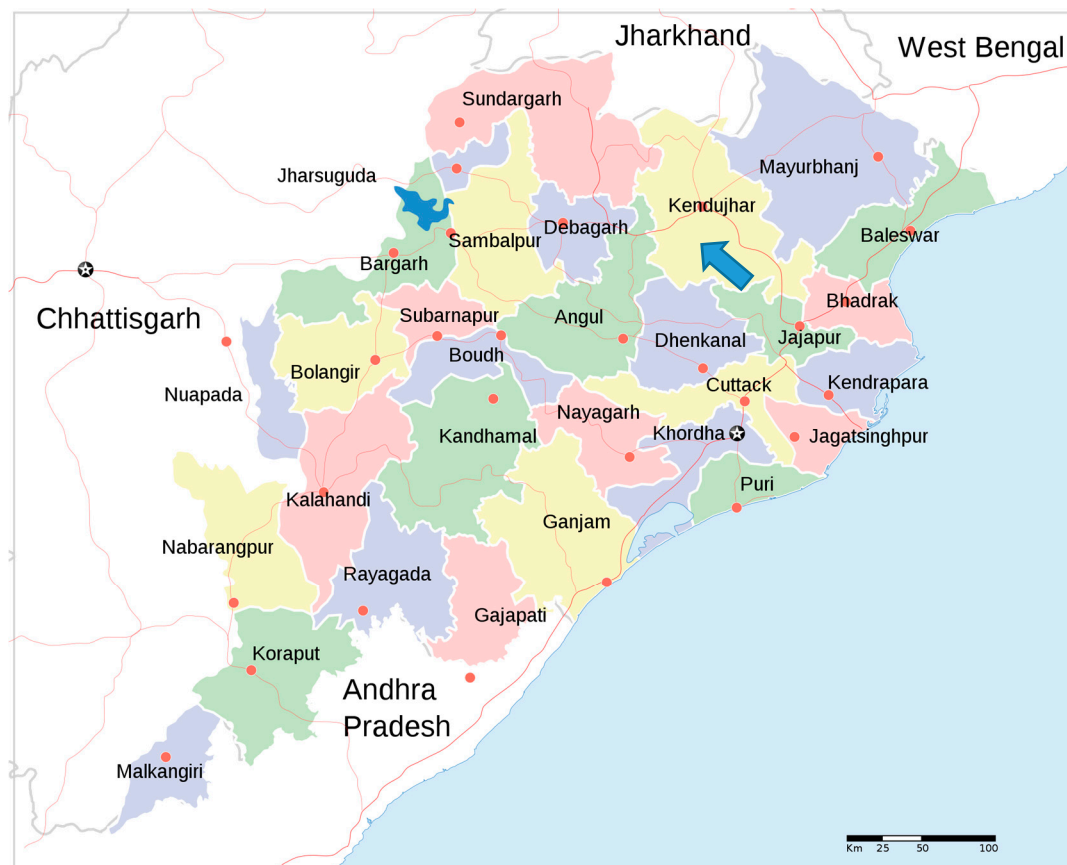 Jharkhand
West Bengal
Sundargarh
Mayurbhanj
Jharsuguda
Kendujhar
Debagarh
Sambalpur
Baleswar
Bargarh
Bhadrak
Chhattisgarh
Subarnapur
Angul
Jajapur
Dhenkanal
Boudh
Bolangir
Cuttack
Kendrapara
Nuapada
Nayagarh
Kandhamal
Khordha
Jagatsinghpur
Puri
Kalahandi
Ganjam
Nabarangpur
Rayagada
Gajapati
Koraput
Andhra
Pradesh
Malkangiri
Km 25 50 100